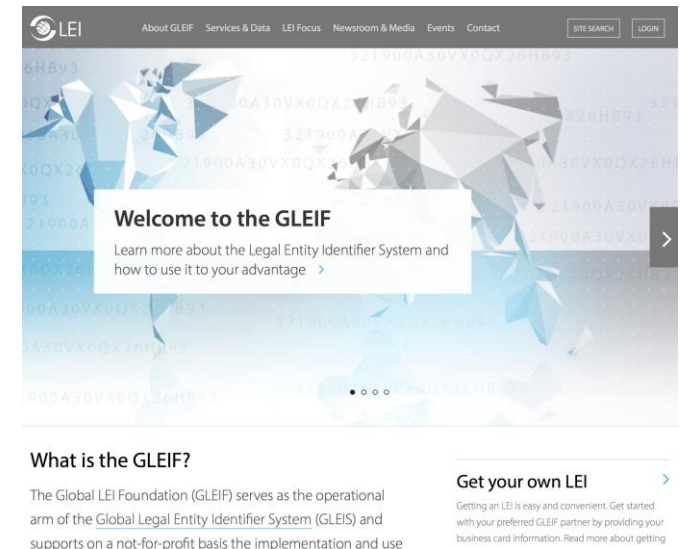 LEI
About GLEIF Services & Data LEI Focus Newsroom & Media Events Contact
SITE SEARCH LOGIN
321900A30VX0QX26HB93
Welcome to the GLEIF
Learn more about the Legal Entity Identifier System and
how to use it to your advantage
What is the GLEIF?
The Global LEI Foundation (GLEIF) serves as the operational
arm of the Global Legal Entity Identifier System (GLEIS) and
supports on a not-for-profit basis the implementation and use
Get your own LEI
Getting an LEI is easy and convenient. Get started
with your preferred GLEIF partner by providing your
business card information. Read more about getting